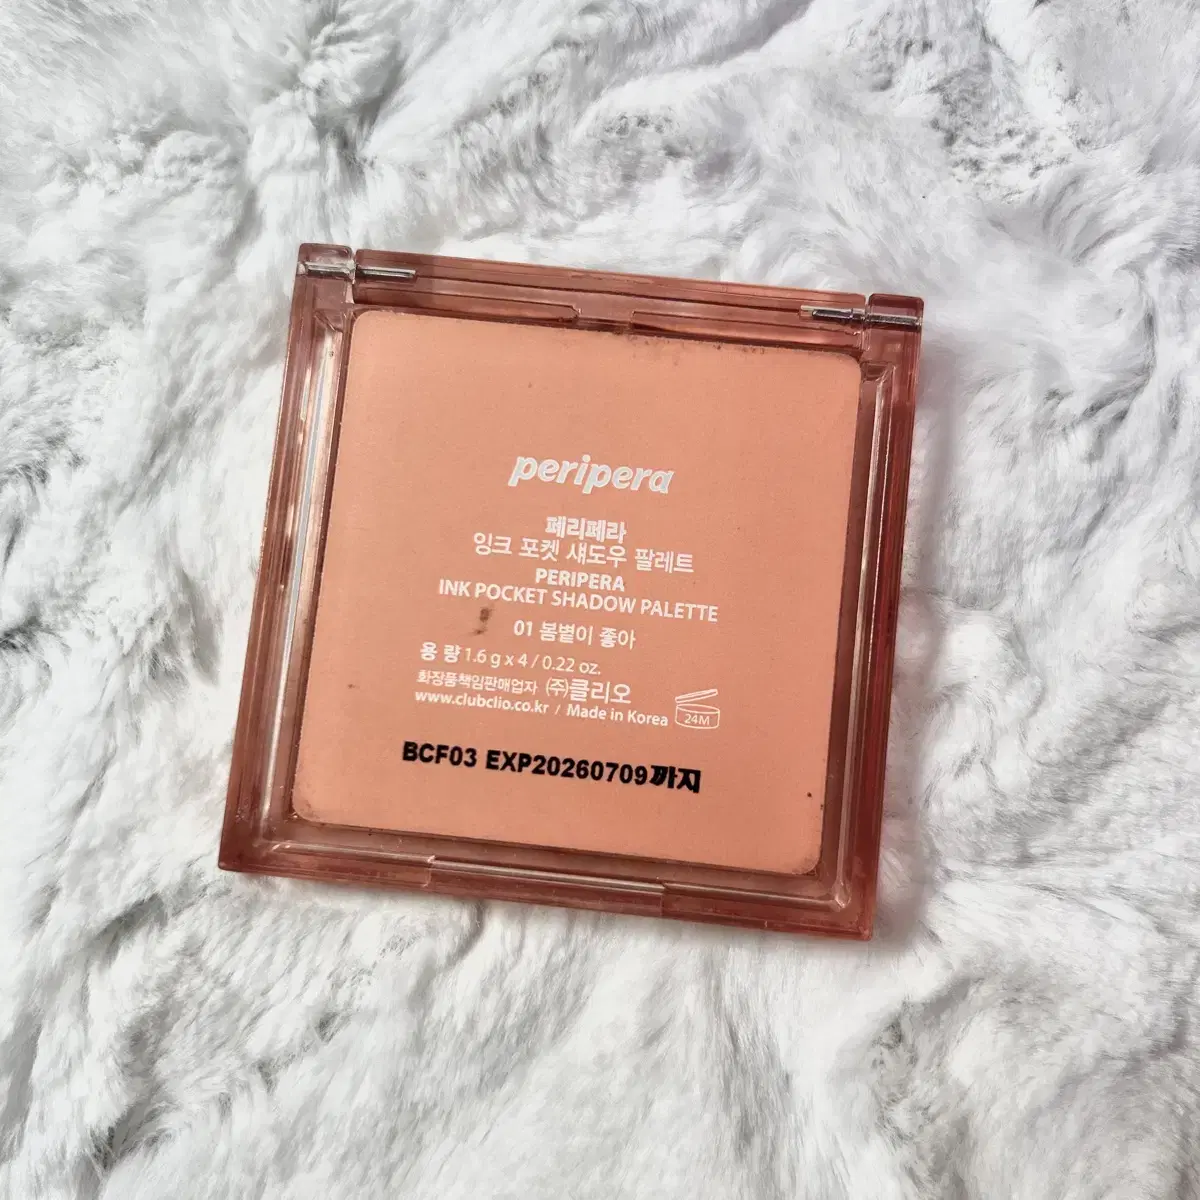 peripera
페리페라
잉크 포켓 섀도우 팔레트
PERIPERA
INK POCKET SHADOW PALETTE
01 봄볕이 좋아
용 량 1.6 g x 4 / 0.22 oz.
화장품책임판매업자 (주)클리오
www.clubclio.co.kr / Made in Korea
24M
BCF03 EXP20260709까지